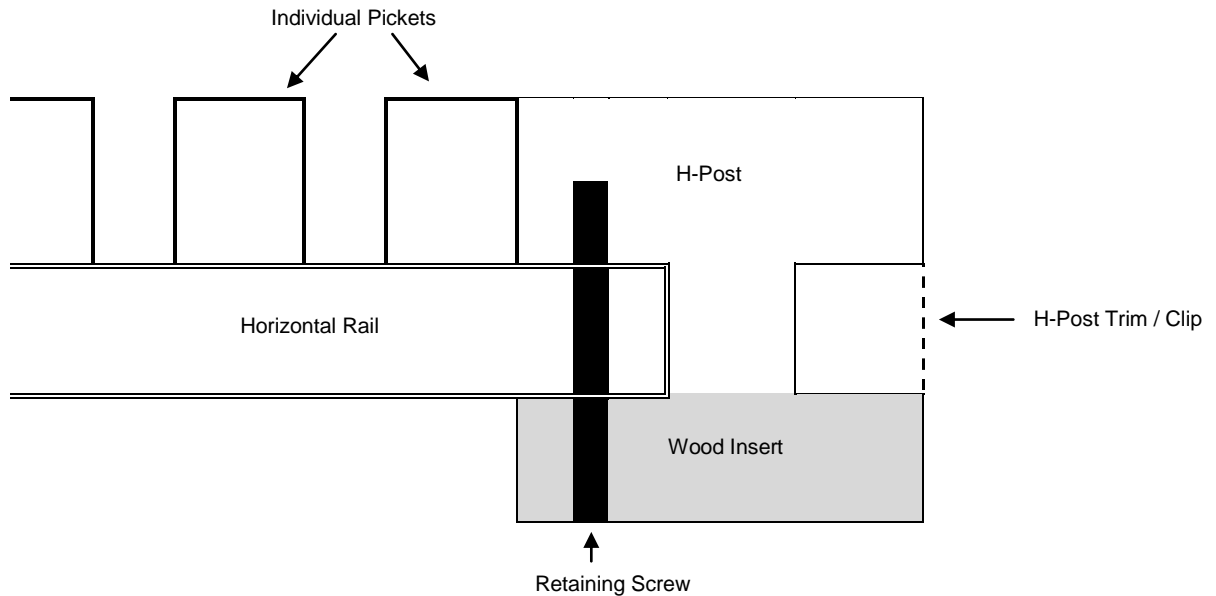 Individual Pickets
H-Post
Horizontal Rail
H-Post Trim / Clip
Wood Insert
Retaining Screw